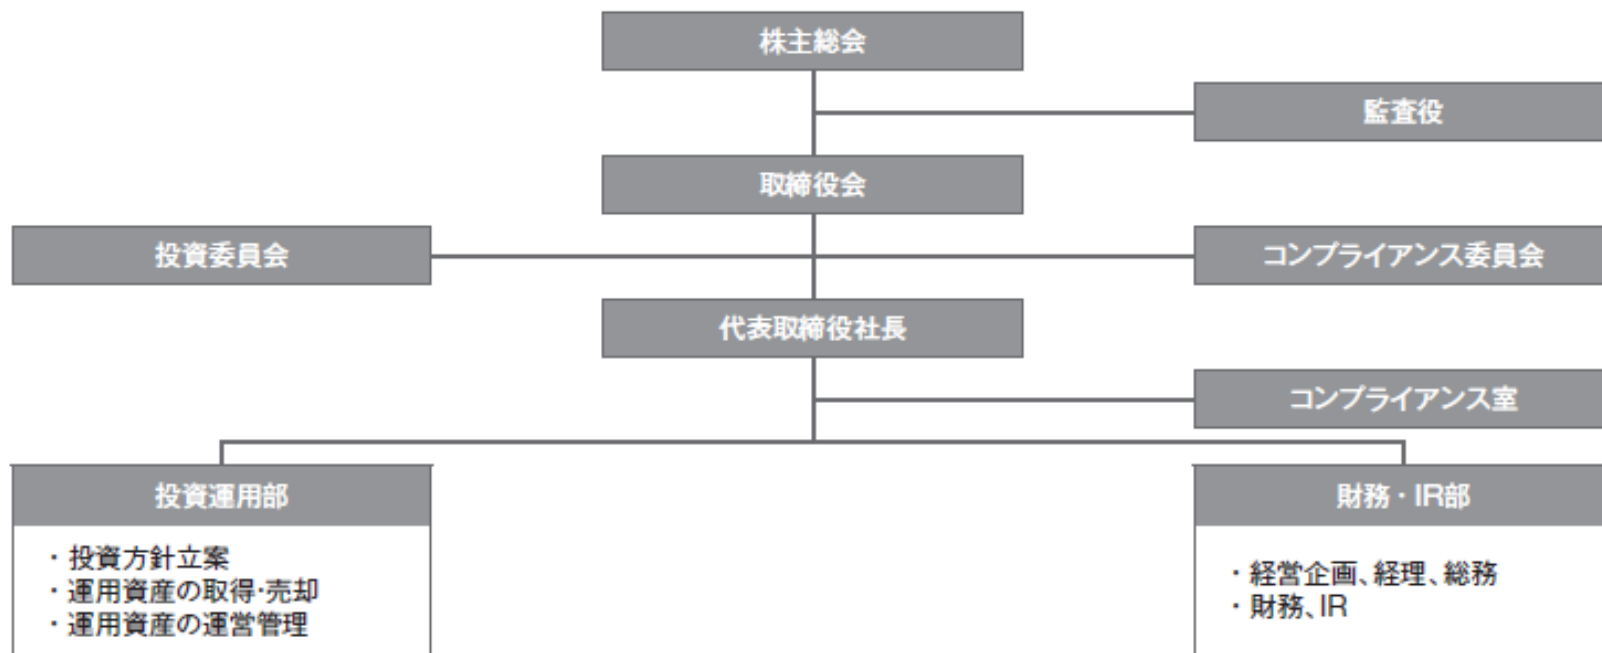 株主総会
監査役
取締役会
投資委員会
コンプライアンス委員会
代表取締役社長
コンプライアンス室
投資運用部
・投資方針立案
・運用資産の取得・売却
・運用資産の運営管理
財務・IR部
・経営企画、経理、総務
・財務、IR